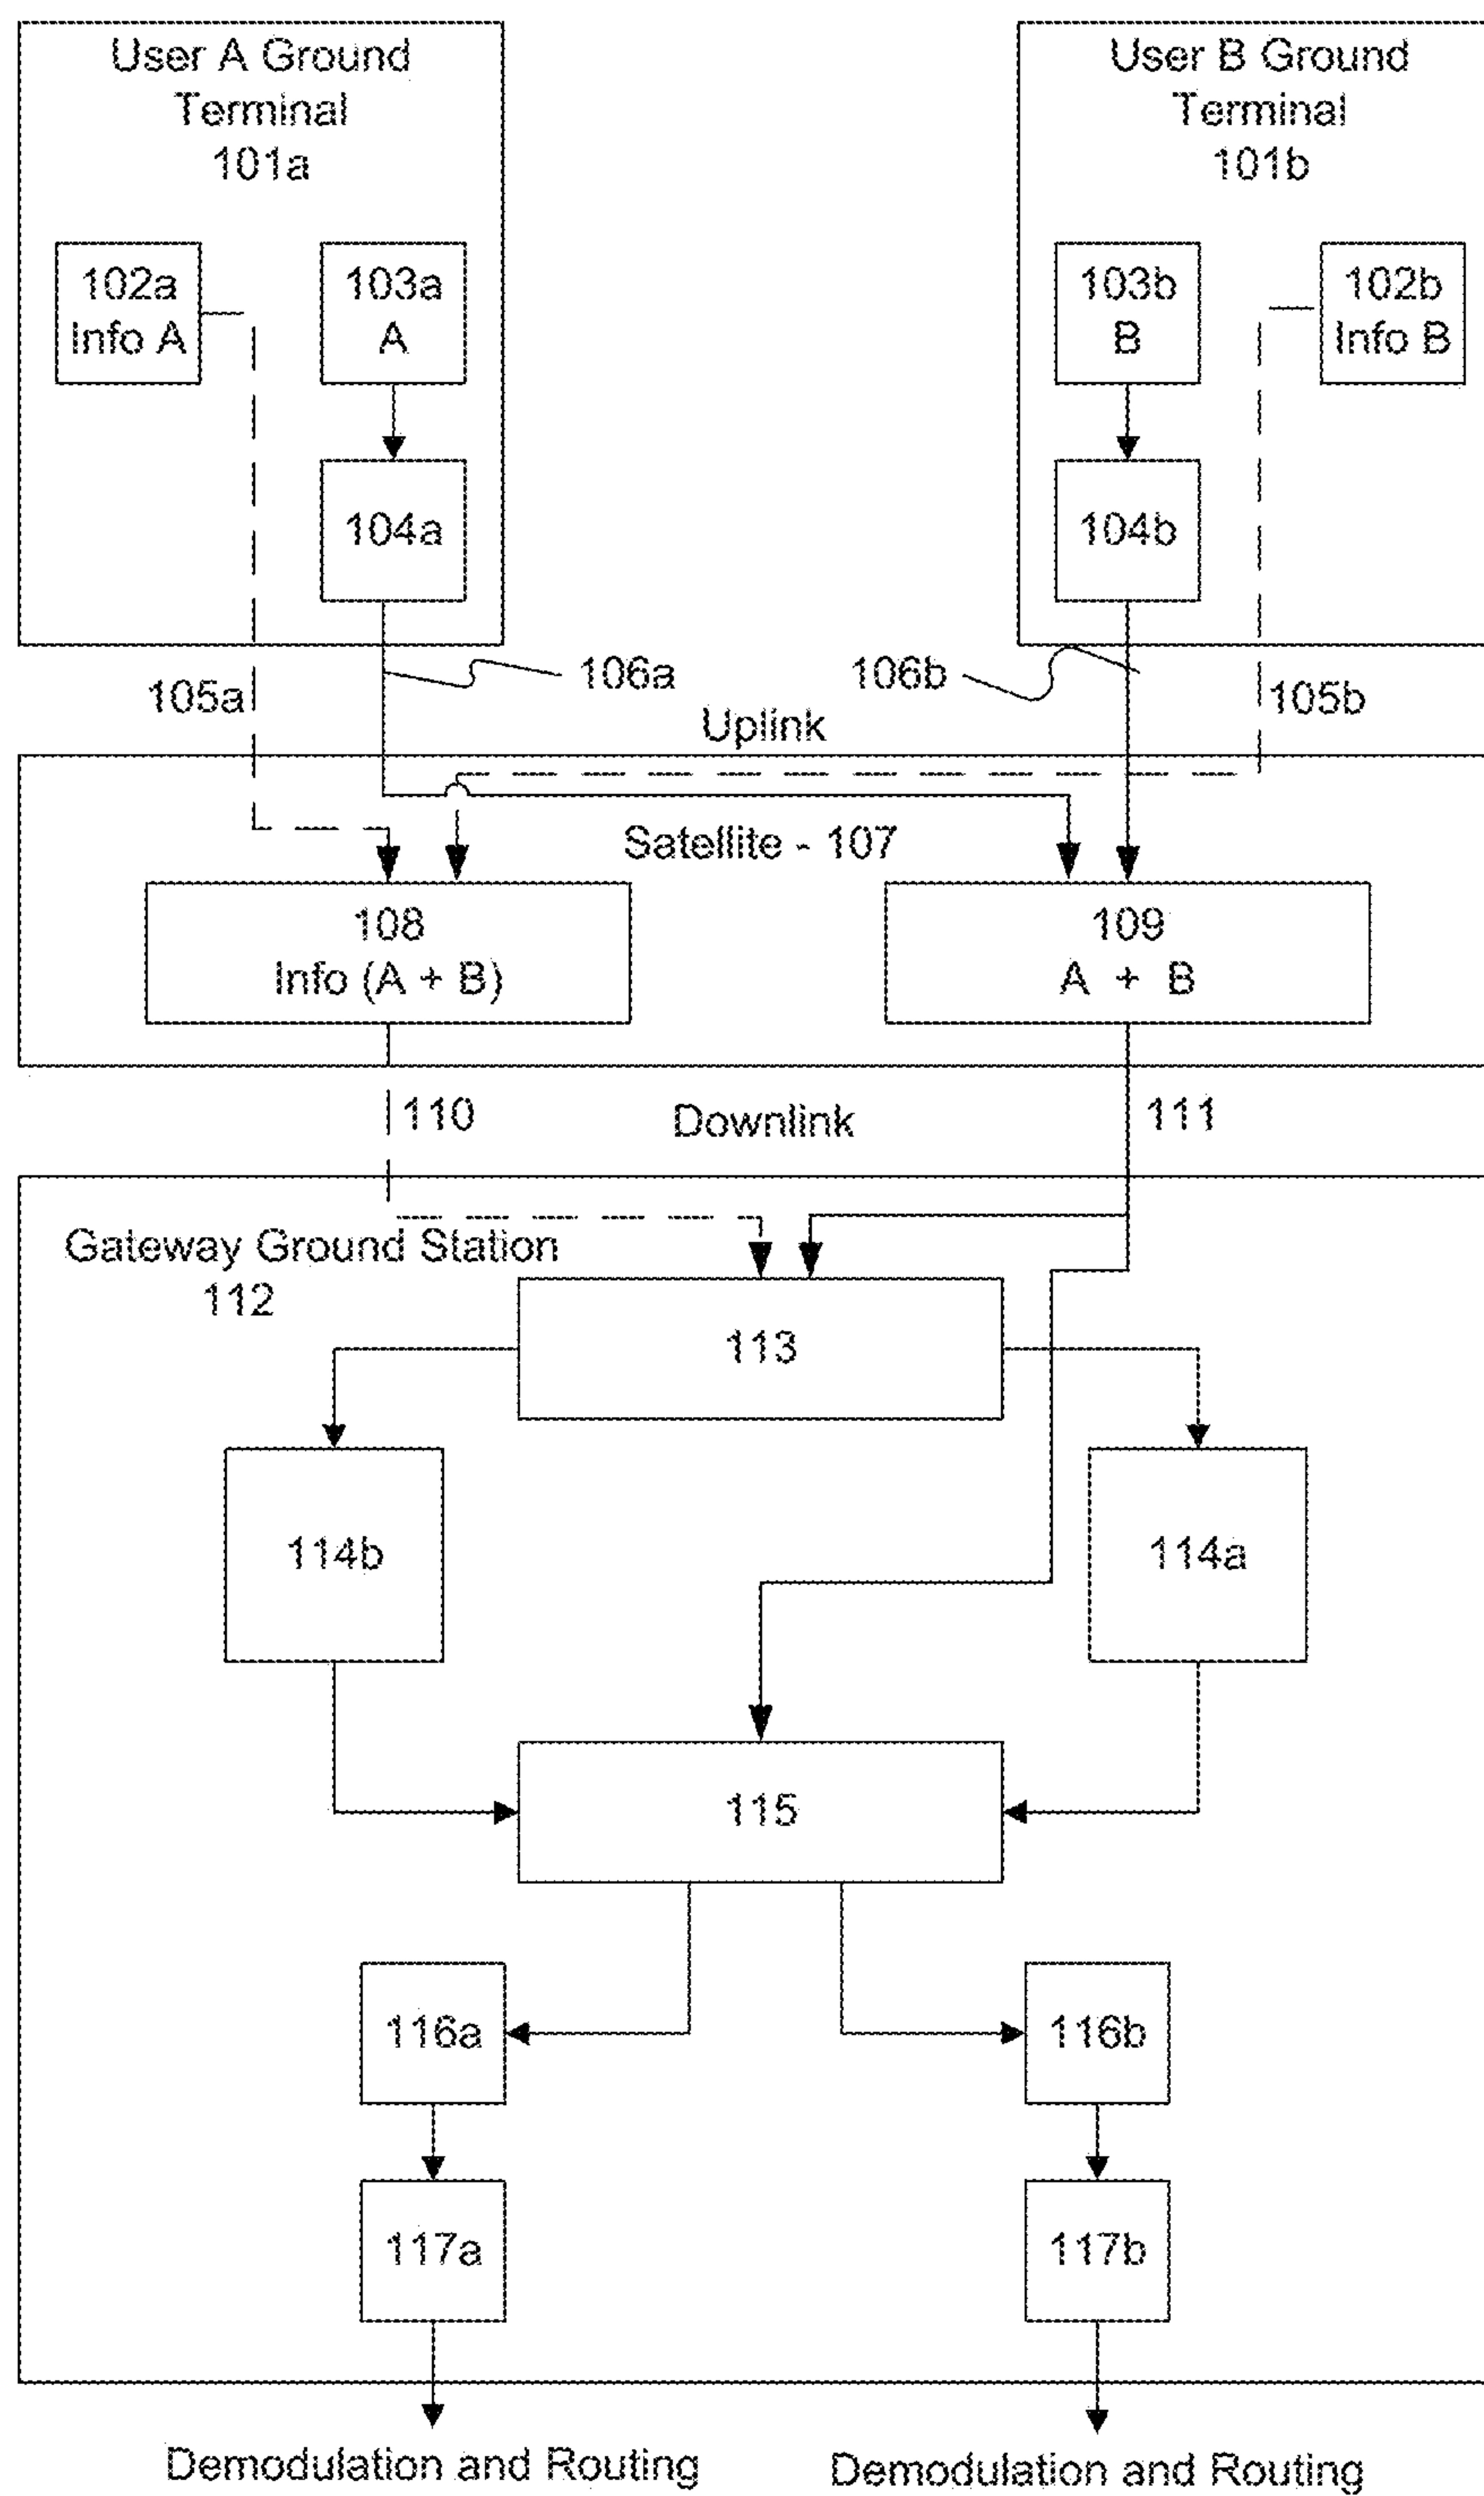 User A Ground
Terminal
101a
User B Ground
Terminal
101b
102a
Info A
103a
A
103b
B
102b
Info B
104a
104b
105a
106a
106b
105b
Uplink
Satellite - 107
108
Info (A + B)
109
A + B
110
Downlink
111
Gateway Ground Station
112
113
114b
114a
115
116a
116b
117a
117b
Demodulation and Routing
Demodulation and Routing